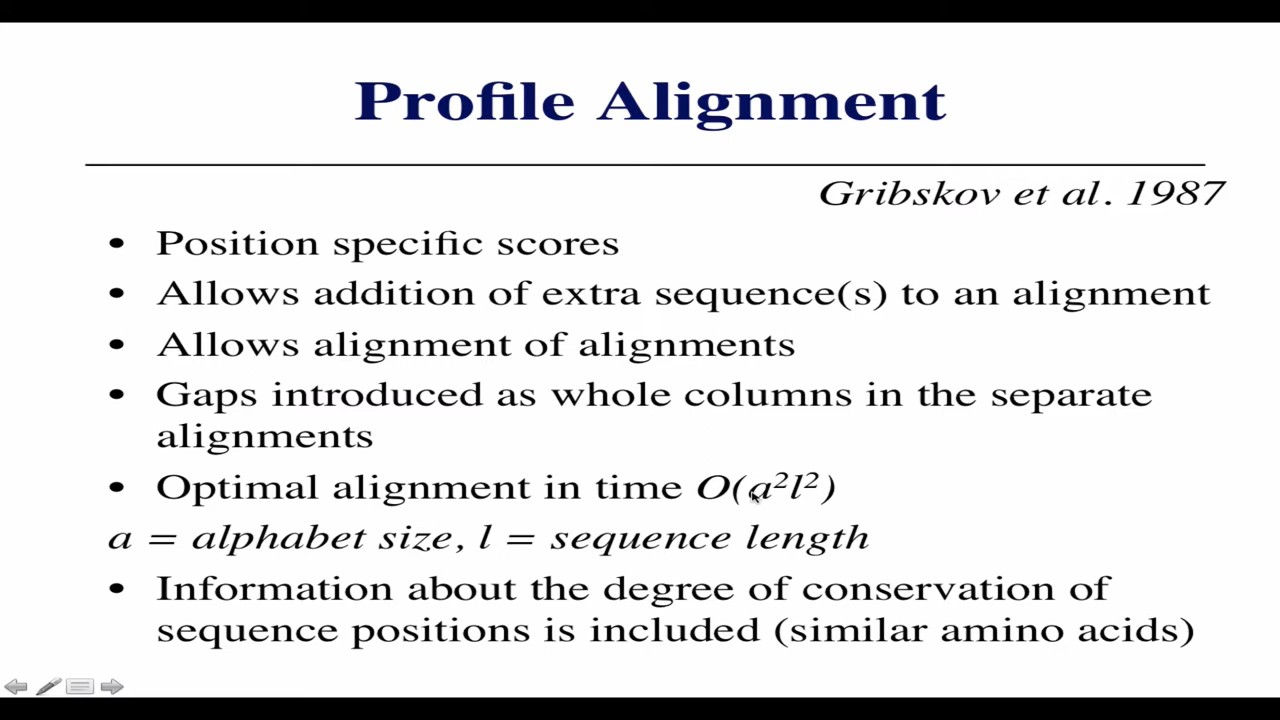 Profile Alignment
Gribskov et al. 1987
• Position specific scores
• Allows addition of extra sequence(s) to an alignment
• Allows alignment of alignments
• Gaps introduced as whole columns in the separate
alignments
• Optimal alignment in time O(a²l²)
a = alphabet size, l = sequence length
• Information about the degree of conservation of
sequence positions is included (similar amino acids)